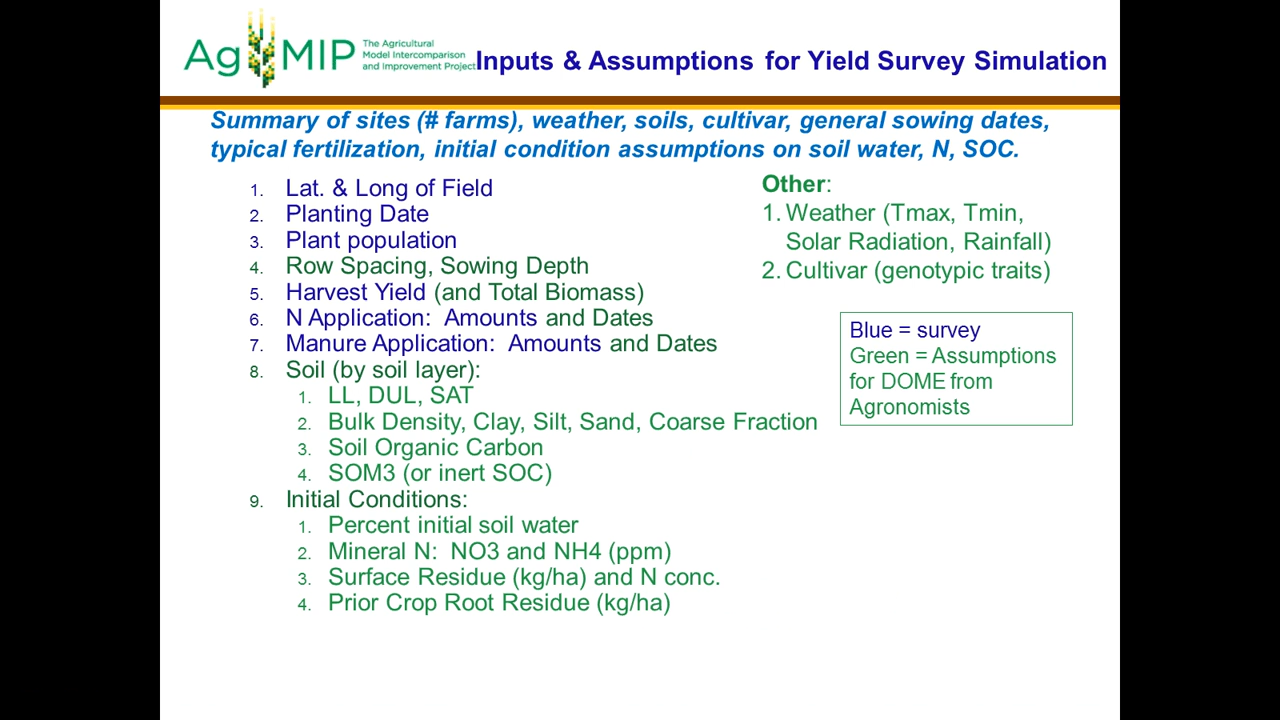 AgMIP
The Agricultural
Model Intercomparison
and Improvement Project
Inputs & Assumptions for Yield Survey Simulation
Summary of sites (# farms), weather, soils, cultivar, general sowing dates,
typical fertilization, initial condition assumptions on soil water, N, SOC.
1. Lat. & Long of Field
2. Planting Date
3. Plant population
4. Row Spacing, Sowing Depth
5. Harvest Yield (and Total Biomass)
6. N Application: Amounts and Dates
7. Manure Application: Amounts and Dates
8. Soil (by soil layer):
1. LL, DUL, SAT
2. Bulk Density, Clay, Silt, Sand, Coarse Fraction
3. Soil Organic Carbon
4. SOM3 (or inert SOC)
9. Initial Conditions:
1. Percent initial soil water
2. Mineral N: NO3 and NH4 (ppm)
3. Surface Residue (kg/ha) and N conc.
4. Prior Crop Root Residue (kg/ha)
Other:
1. Weather (Tmax, Tmin,
Solar Radiation, Rainfall)
2. Cultivar (genotypic traits)
Blue = survey
Green = Assumptions
for DOME from
Agronomists